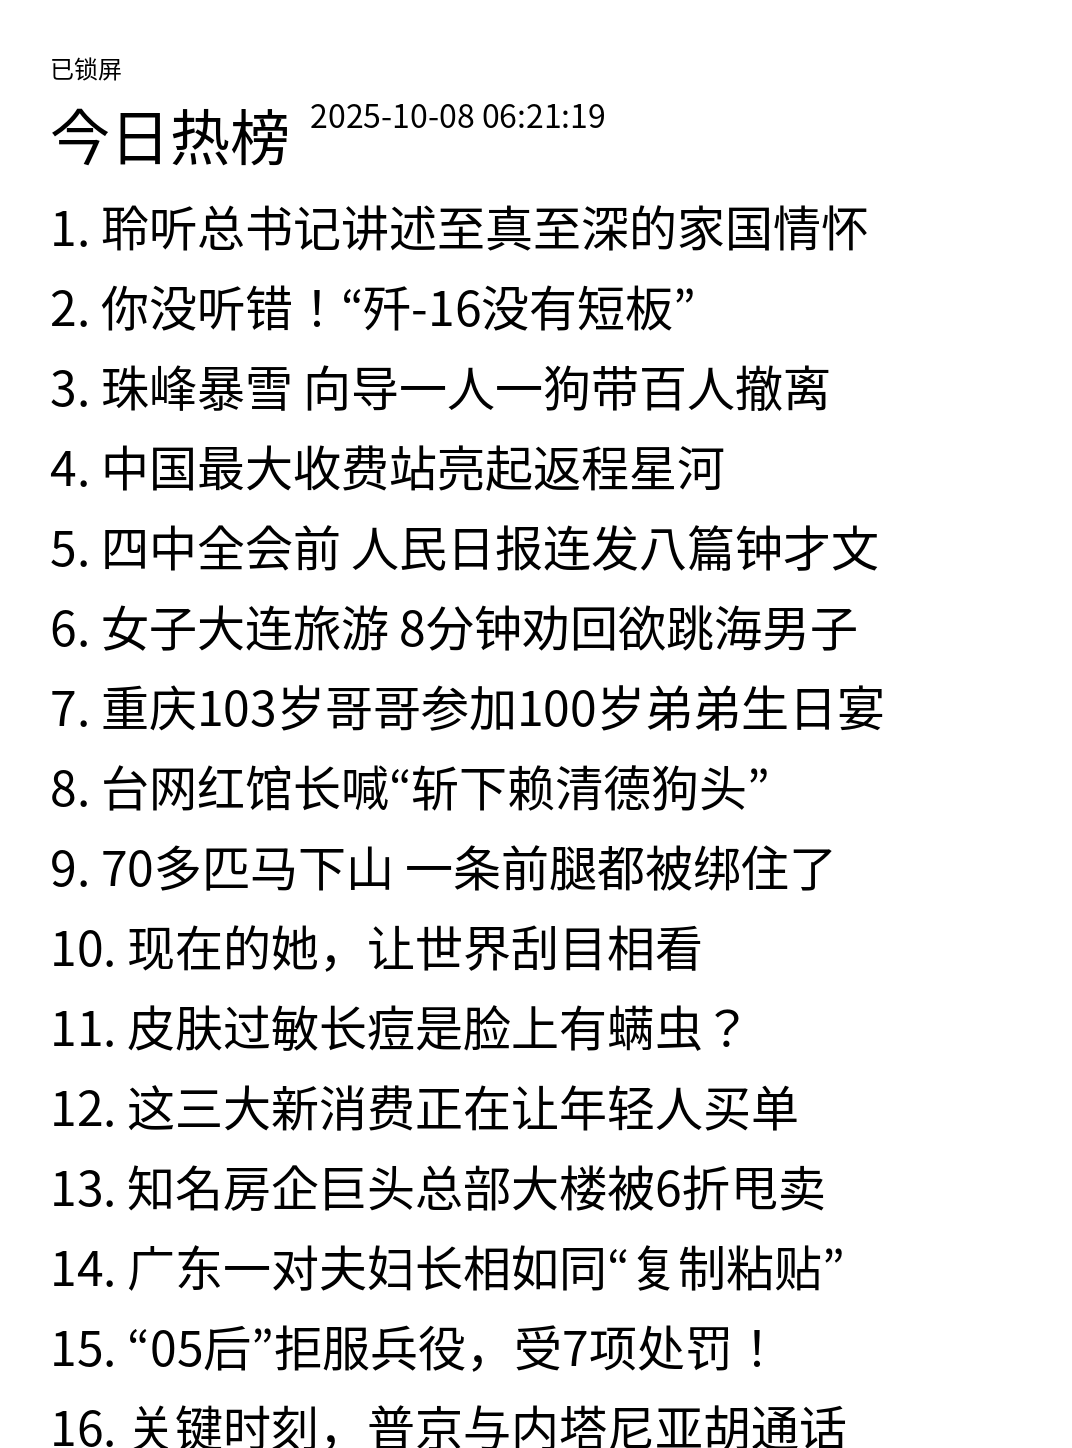 已锁屏
今日热榜 2025-10-08 06:21:19
1. 聆听总书记讲述至真至深的家国情怀
2. 你没听错！“歼-16没有短板”
3. 珠峰暴雪 向导一人一狗带百人撤离
4. 中国最大收费站亮起返程星河
5. 四中全会前 人民日报连发八篇钟才文
6. 女子大连旅游 8分钟劝回欲跳海男子
7. 重庆103岁哥哥参加100岁弟弟生日宴
8. 台网红馆长喊“斩下赖清德狗头”
9. 70多匹马下山 一条前腿都被绑住了
10. 现在的她，让世界刮目相看
11. 皮肤过敏长痘是脸上有螨虫？
12. 这三大新消费正在让年轻人买单
13. 知名房企巨头总部大楼被6折甩卖
14. 广东一对夫妇长相如同“复制粘贴”
15. “05后”拒服兵役，受7项处罚！
16. 关键时刻，普京与内塔尼亚胡通话